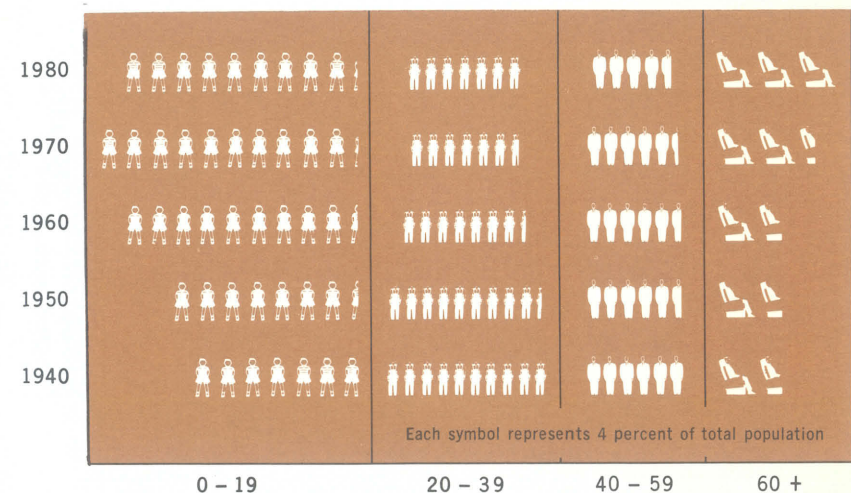 1980
1970
1960
1950
1940
Each symbol represents 4 percent of total population
0 – 19
20 – 39
40 – 59
60 +